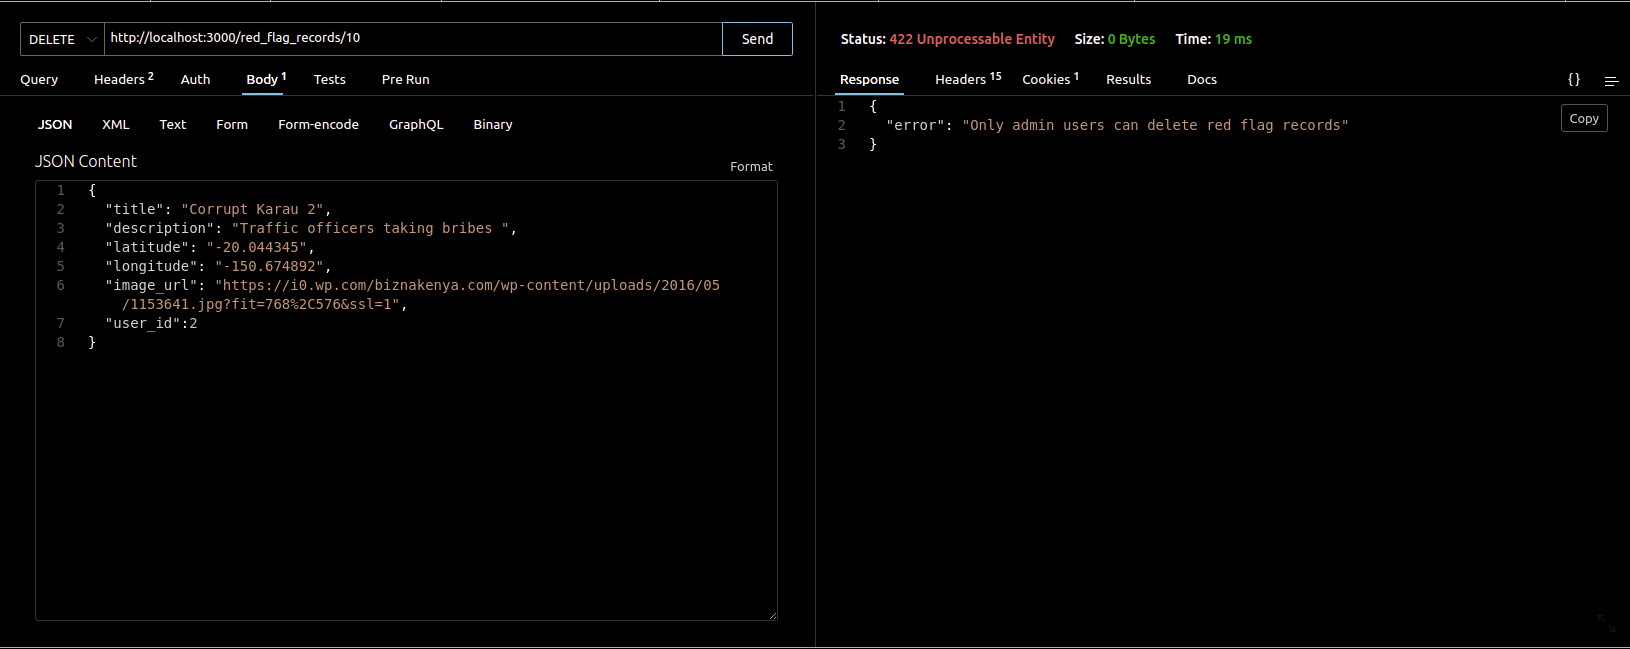 DELETE http://localhost:3000/red_flag_records/10 Send
Query Headers 2 Auth Body 1 Tests Pre Run
JSON XML Text Form Form-encode GraphQL Binary
JSON Content
Format
1 {
2 "title": "Corrupt Karau 2",
3 "description": "Traffic officers taking bribes ",
4 "latitude": "-20.044345",
5 "longitude": "-150.674892",
6 "image_url": "https://i0.wp.com/biznakenya.com/wp-content/uploads/2016/05
/1153641.jpg?fit=768%2C576&ssl=1",
7 "user_id":2
8 }
Status: 422 Unprocessable Entity Size: 0 Bytes Time: 19 ms
Response Headers 15 Cookies 1 Results Docs {}
1 {
2 "error": "Only admin users can delete red flag records"
3 }
Copy